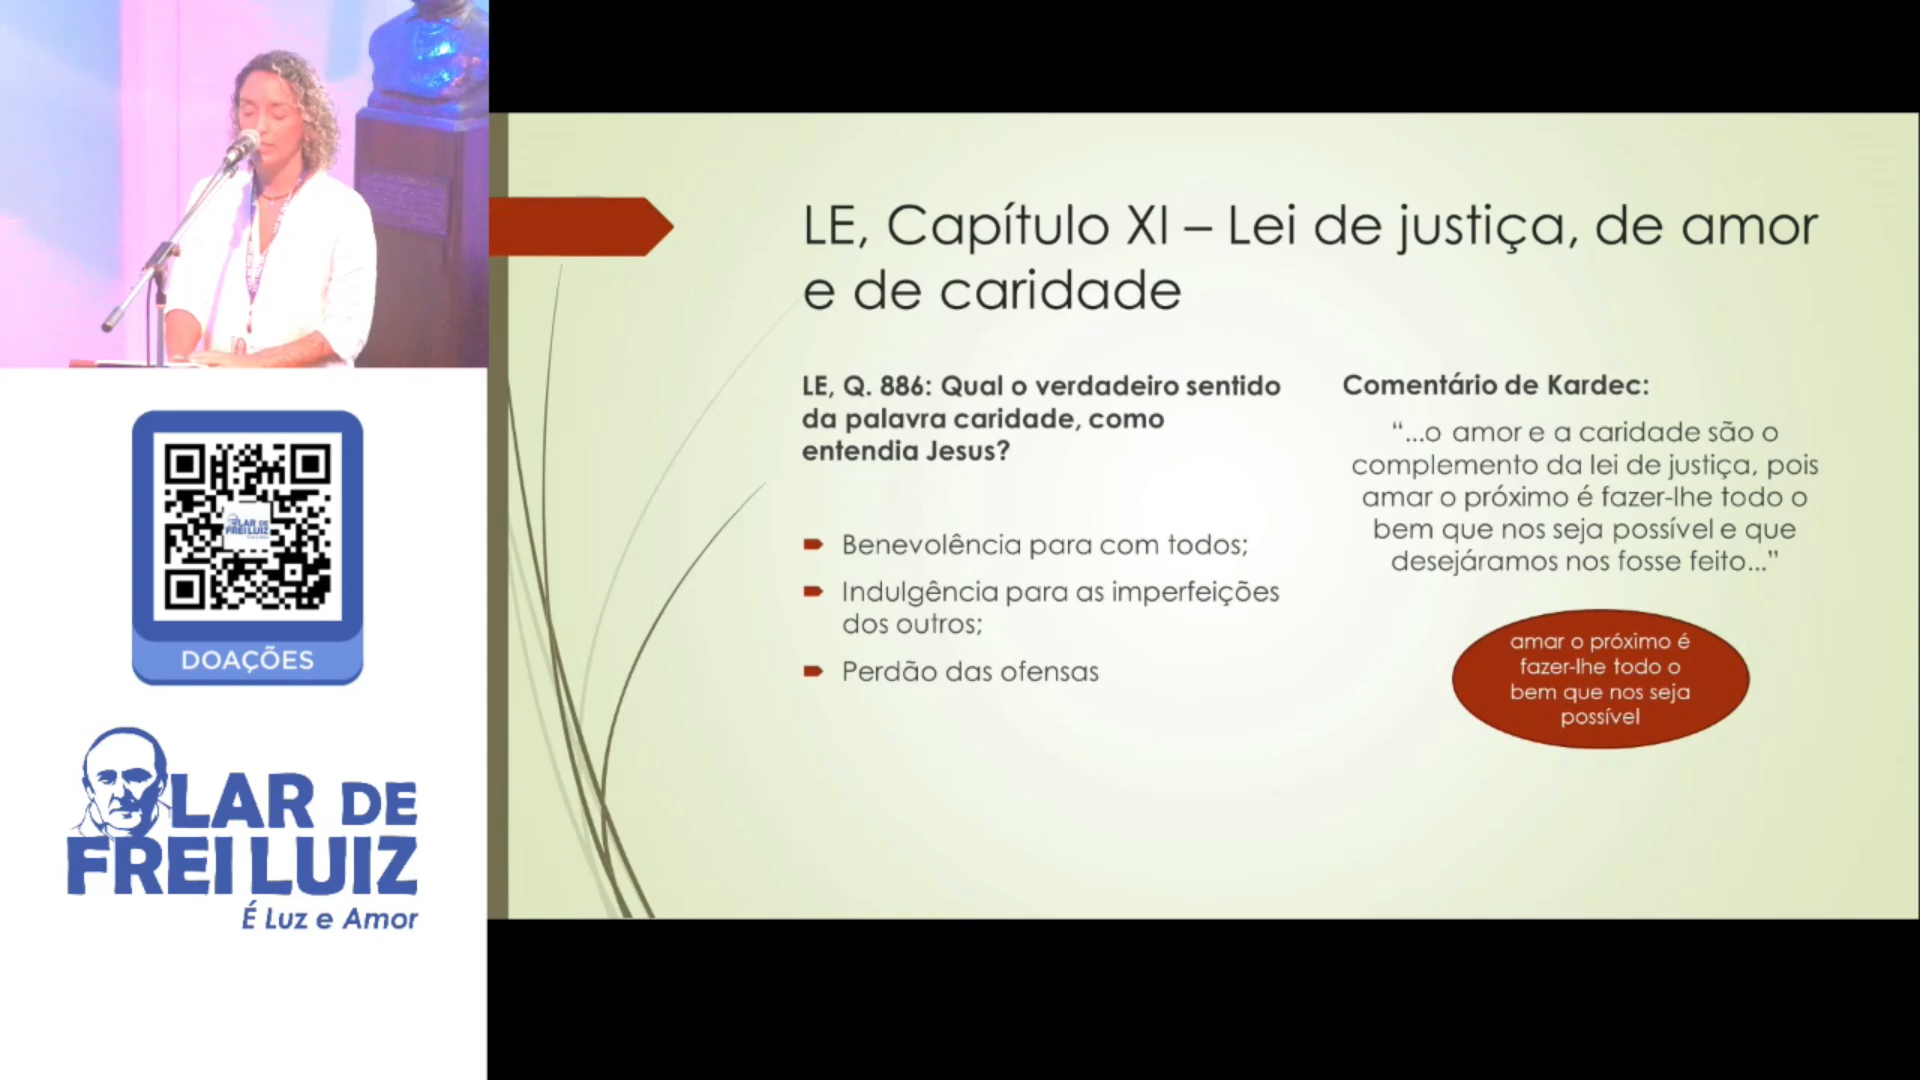 LE, Capítulo XI – Lei de justiça, de amor
e de caridade
LE, Q. 886: Qual o verdadeiro sentido
da palavra caridade, como
entendia Jesus?
Benevolência para com todos;
Indulgência para as imperfeições
dos outros;
Perdão das ofensas
Comentário de Kardec:
“...o amor e a caridade são o
complemento da lei de justiça, pois
amar o próximo é fazer-lhe todo o
bem que nos seja possível e que
desejáramos nos fosse feito...”
amar o próximo é
fazer-lhe todo o
bem que nos seja
possível
LAR DE
FREI LUIZ
DOAÇÕES
LAR DE
FREI LUIZ
É Luz e Amor